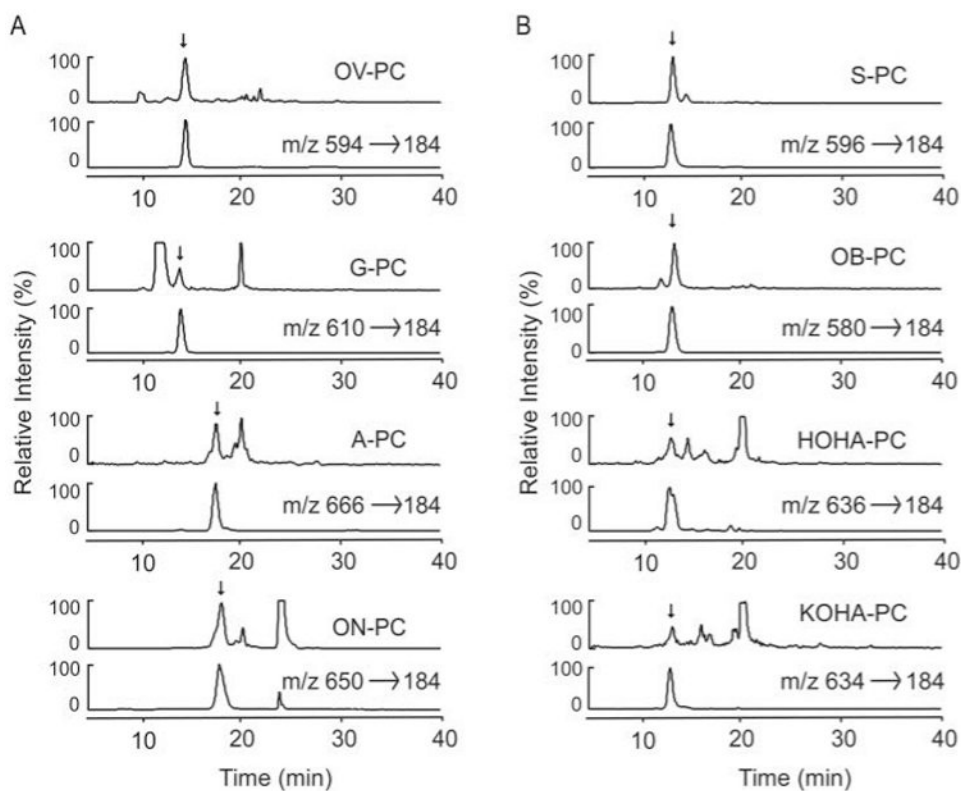 A
B
Relative Intensity (%)
100
0
OV-PC
100
0
m/z 594 → 184
10 20 30 40
100
0
G-PC
100
0
m/z 610 → 184
10 20 30 40
100
0
A-PC
100
0
m/z 666 → 184
10 20 30 40
100
0
ON-PC
100
0
m/z 650 → 184
10 20 30 40
Time (min)
Relative Intensity (%)
100
0
S-PC
100
0
m/z 596 → 184
10 20 30 40
100
0
OB-PC
100
0
m/z 580 → 184
10 20 30 40
100
0
HOHA-PC
100
0
m/z 636 → 184
10 20 30 40
100
0
KOHA-PC
100
0
m/z 634 → 184
10 20 30 40
Time (min)